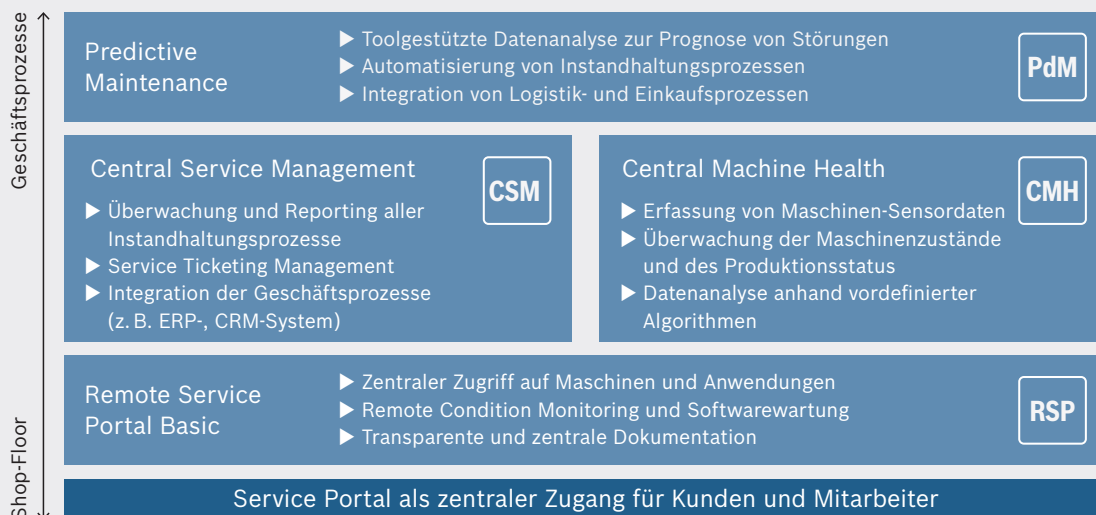 Geschäftsprozesse
Predictive
Maintenance
▶ Toolgestützte Datenanalyse zur Prognose von Störungen
▶ Automatisierung von Instandhaltungsprozessen
▶ Integration von Logistik- und Einkaufsprozessen
PdM
Central Service Management
CSM
▶ Überwachung und Reporting aller
Instandhaltungsprozesse
▶ Service Ticketing Management
▶ Integration der Geschäftsprozesse
(z. B. ERP-, CRM-System)
Central Machine Health
CMH
▶ Erfassung von Maschinen-Sensordaten
▶ Überwachung der Maschinenzustände
und des Produktionsstatus
▶ Datenanalyse anhand vordefinierter
Algorithmen
Remote Service
Portal Basic
▶ Zentraler Zugriff auf Maschinen und Anwendungen
▶ Remote Condition Monitoring und Softwarewartung
▶ Transparente und zentrale Dokumentation
RSP
Shop-Floor
Service Portal als zentraler Zugang für Kunden und Mitarbeiter